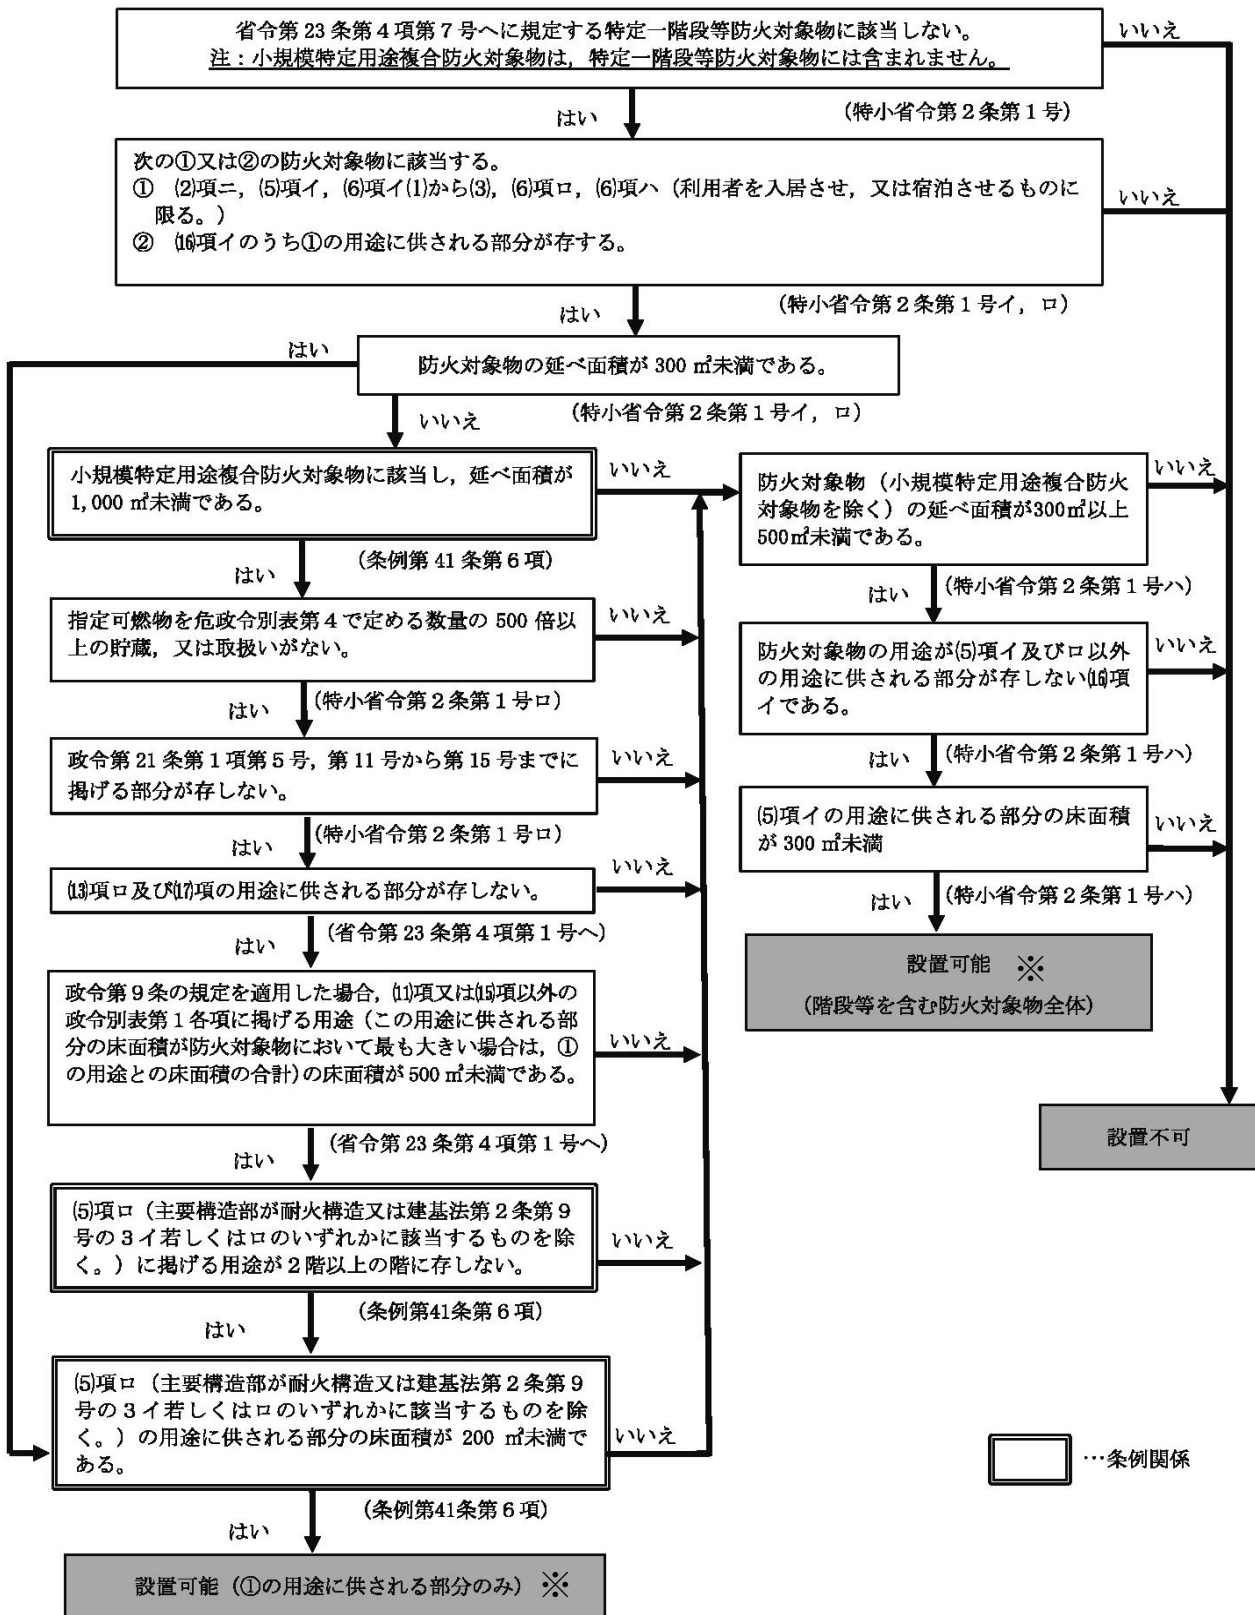 省令第23条第4項第7号ヘに規定する特定一階段等防火対象物に該当しない。
注：小規模特定用途複合防火対象物は，特定一階段等防火対象物には含まれません。
いいえ
はい
(特小省令第2条第1号)
次の①又は②の防火対象物に該当する。
① ⑵項ニ，⑸項イ，⑹項イ⑴から⑶，⑹項ロ，⑹項ハ（利用者を入居させ，又は宿泊させるものに
限る。）
② ⒃項イのうち①の用途に供される部分が存する。
いいえ
はい
(特小省令第2条第1号イ，ロ)
はい
防火対象物の延べ面積が300㎡未満である。
いいえ
(特小省令第2条第1号イ，ロ)
小規模特定用途複合防火対象物に該当し，延べ面積が
1,000㎡未満である。
いいえ
はい
(条例第41条第6項)
指定可燃物を危政令別表第4で定める数量の500倍以
上の貯蔵，又は取扱いがない。
いいえ
はい
(特小省令第2条第1号ロ)
政令第21条第1項第5号，第11号から第15号までに
掲げる部分が存しない。
いいえ
はい
(特小省令第2条第1号ロ)
⒀項ロ及び⒄項の用途に供される部分が存しない。
いいえ
はい
(省令第23条第4項第1号ヘ)
政令第9条の規定を適用した場合，⑾項又は⒂項以外の
政令別表第1各項に掲げる用途（この用途に供される部
分の床面積が防火対象物において最も大きい場合は，①
の用途との床面積の合計）の床面積が500㎡未満である。
いいえ
はい
(省令第23条第4項第1号ヘ)
⑸項ロ（主要構造部が耐火構造又は建基法第2条第9
号の3イ若しくはロのいずれかに該当するものを除
く。）に掲げる用途が2階以上の階に存しない。
いいえ
はい
(条例第41条第6項)
⑸項ロ（主要構造部が耐火構造又は建基法第2条第9
号の3イ若しくはロのいずれかに該当するものを除
く。）の用途に供される部分の床面積が 200 ㎡未満で
ある。
いいえ
はい
(条例第41条第6項)
設置可能（①の用途に供される部分のみ）※
防火対象物（小規模特定用途複合防火
対象物を除く）の延べ面積が300㎡以上
500㎡未満である。
いいえ
はい
(特小省令第2条第1号ハ)
防火対象物の用途が⑸項イ及びロ以外
の用途に供される部分が存しない⒃項
イである。
いいえ
はい
(特小省令第2条第1号ハ)
⑸項イの用途に供される部分の床面積
が300㎡未満
いいえ
はい
(特小省令第2条第1号ハ)
設置可能 ※
(階段等を含む防火対象物全体)
設置不可
…条例関係